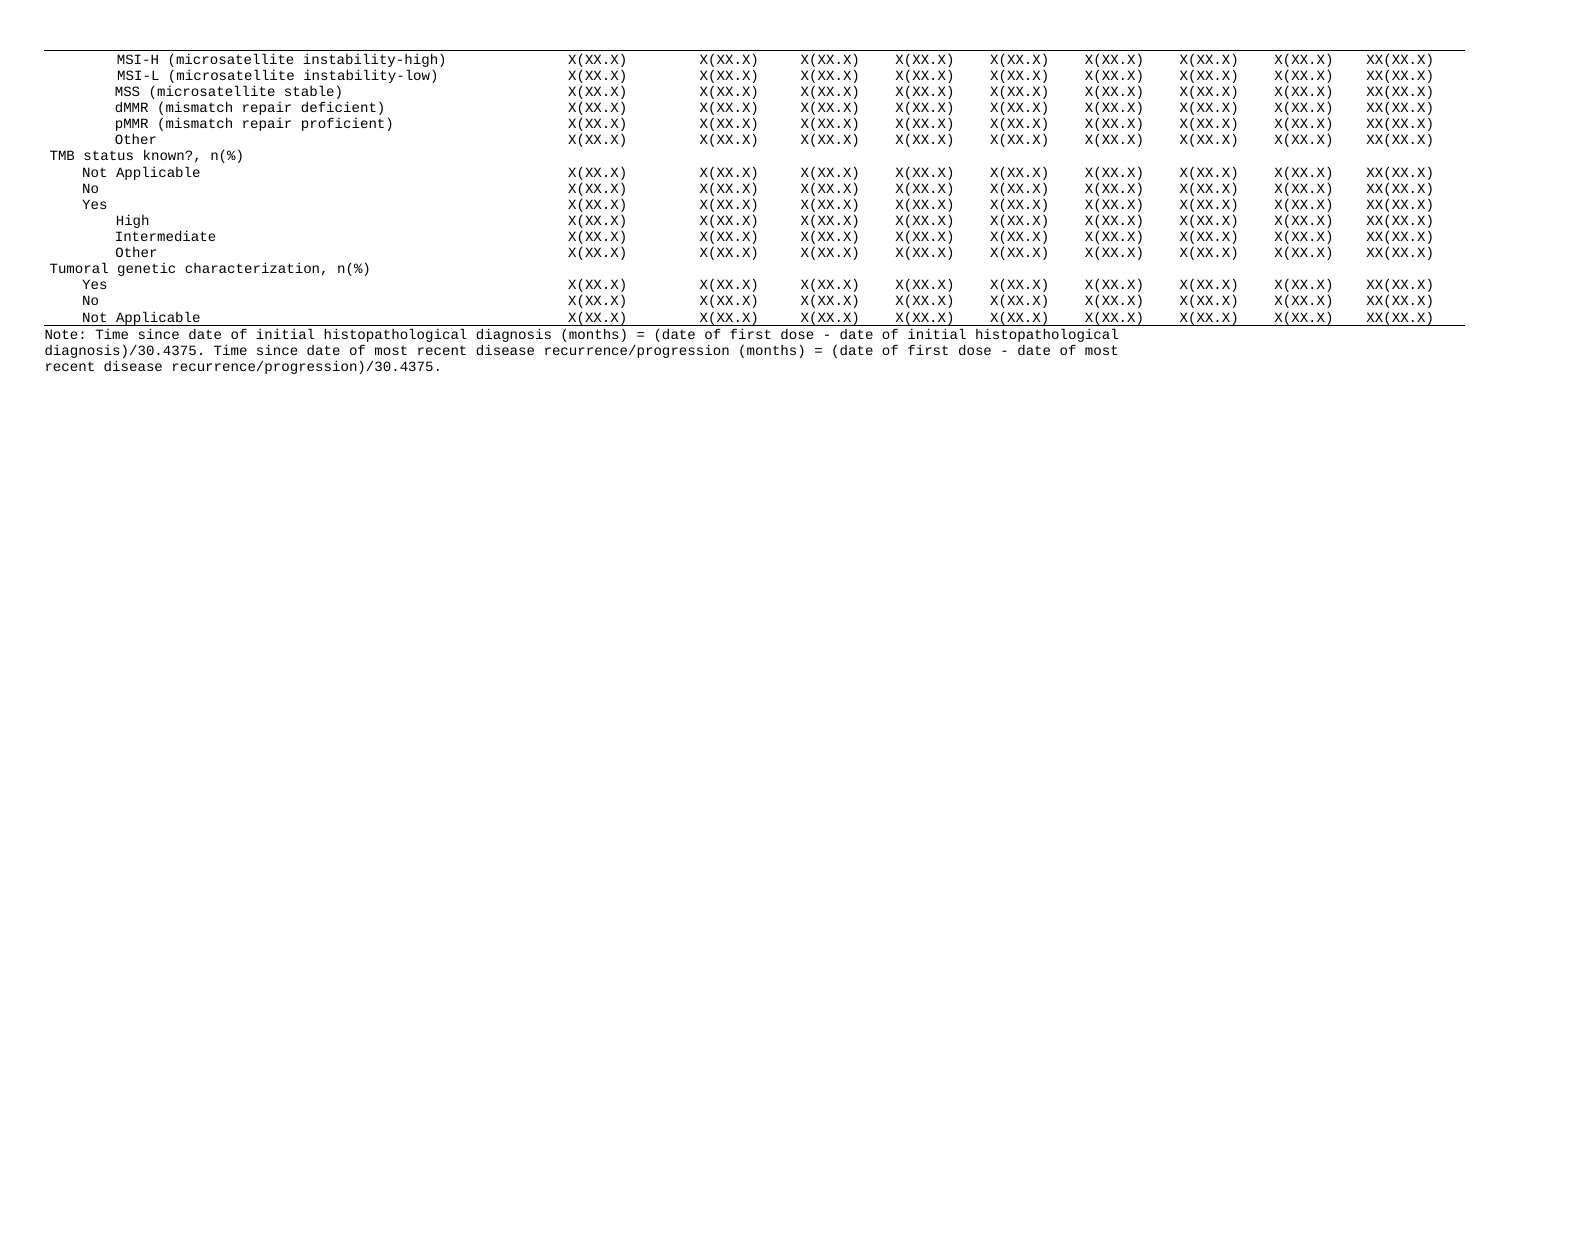 MSI-H (microsatellite instability-high) X(XX.X) X(XX.X) X(XX.X) X(XX.X) X(XX.X) X(XX.X) X(XX.X) X(XX.X) XX(XX.X)
MSI-L (microsatellite instability-low) X(XX.X) X(XX.X) X(XX.X) X(XX.X) X(XX.X) X(XX.X) X(XX.X) X(XX.X) XX(XX.X)
MSS (microsatellite stable) X(XX.X) X(XX.X) X(XX.X) X(XX.X) X(XX.X) X(XX.X) X(XX.X) X(XX.X) XX(XX.X)
dMMR (mismatch repair deficient) X(XX.X) X(XX.X) X(XX.X) X(XX.X) X(XX.X) X(XX.X) X(XX.X) X(XX.X) XX(XX.X)
pMMR (mismatch repair proficient) X(XX.X) X(XX.X) X(XX.X) X(XX.X) X(XX.X) X(XX.X) X(XX.X) X(XX.X) XX(XX.X)
Other X(XX.X) X(XX.X) X(XX.X) X(XX.X) X(XX.X) X(XX.X) X(XX.X) X(XX.X) XX(XX.X)
TMB status known?, n(%)
Not Applicable X(XX.X) X(XX.X) X(XX.X) X(XX.X) X(XX.X) X(XX.X) X(XX.X) X(XX.X) XX(XX.X)
No X(XX.X) X(XX.X) X(XX.X) X(XX.X) X(XX.X) X(XX.X) X(XX.X) X(XX.X) XX(XX.X)
Yes X(XX.X) X(XX.X) X(XX.X) X(XX.X) X(XX.X) X(XX.X) X(XX.X) X(XX.X) XX(XX.X)
High X(XX.X) X(XX.X) X(XX.X) X(XX.X) X(XX.X) X(XX.X) X(XX.X) X(XX.X) XX(XX.X)
Intermediate X(XX.X) X(XX.X) X(XX.X) X(XX.X) X(XX.X) X(XX.X) X(XX.X) X(XX.X) XX(XX.X)
Other X(XX.X) X(XX.X) X(XX.X) X(XX.X) X(XX.X) X(XX.X) X(XX.X) X(XX.X) XX(XX.X)
Tumoral genetic characterization, n(%)
Yes X(XX.X) X(XX.X) X(XX.X) X(XX.X) X(XX.X) X(XX.X) X(XX.X) X(XX.X) XX(XX.X)
No X(XX.X) X(XX.X) X(XX.X) X(XX.X) X(XX.X) X(XX.X) X(XX.X) X(XX.X) XX(XX.X)
Not Applicable X(XX.X) X(XX.X) X(XX.X) X(XX.X) X(XX.X) X(XX.X) X(XX.X) X(XX.X) XX(XX.X)
Note: Time since date of initial histopathological diagnosis (months) = (date of first dose - date of initial histopathological
diagnosis)/30.4375. Time since date of most recent disease recurrence/progression (months) = (date of first dose - date of most
recent disease recurrence/progression)/30.4375.